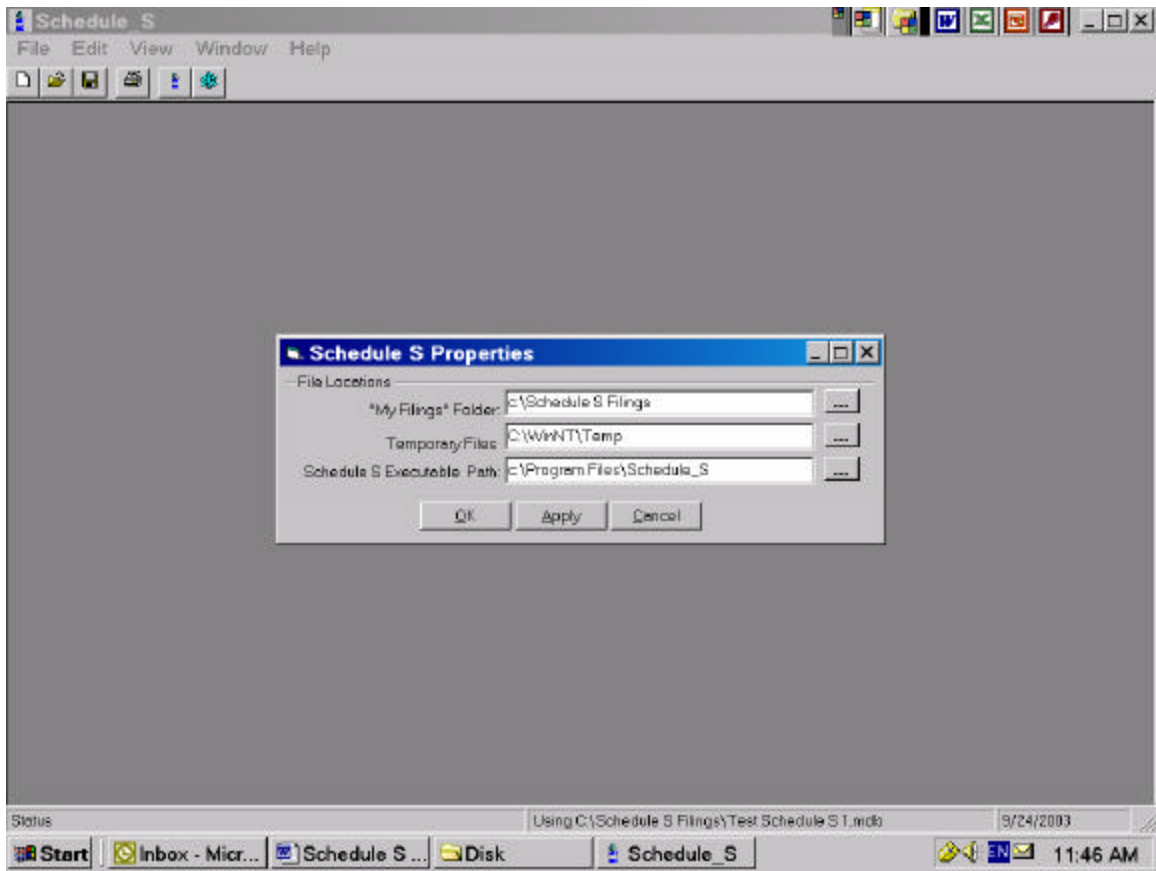 Schedule_S
File Edit View Window Help
Schedule S Properties
File Locations
"My Filings" Folder: c:\Schedule S Filings ...
Temporary Files: C:\WinNT\Temp ...
Schedule S Executable Path: c:\Program Files\Schedule_S ...
OK Apply Cancel
Status Using C:\Schedule S Filings\Test Schedule S 1.mdb 9/24/2003
Start Inbox - Micr... Schedule S ... Disk Schedule_S EN 11:46 AM